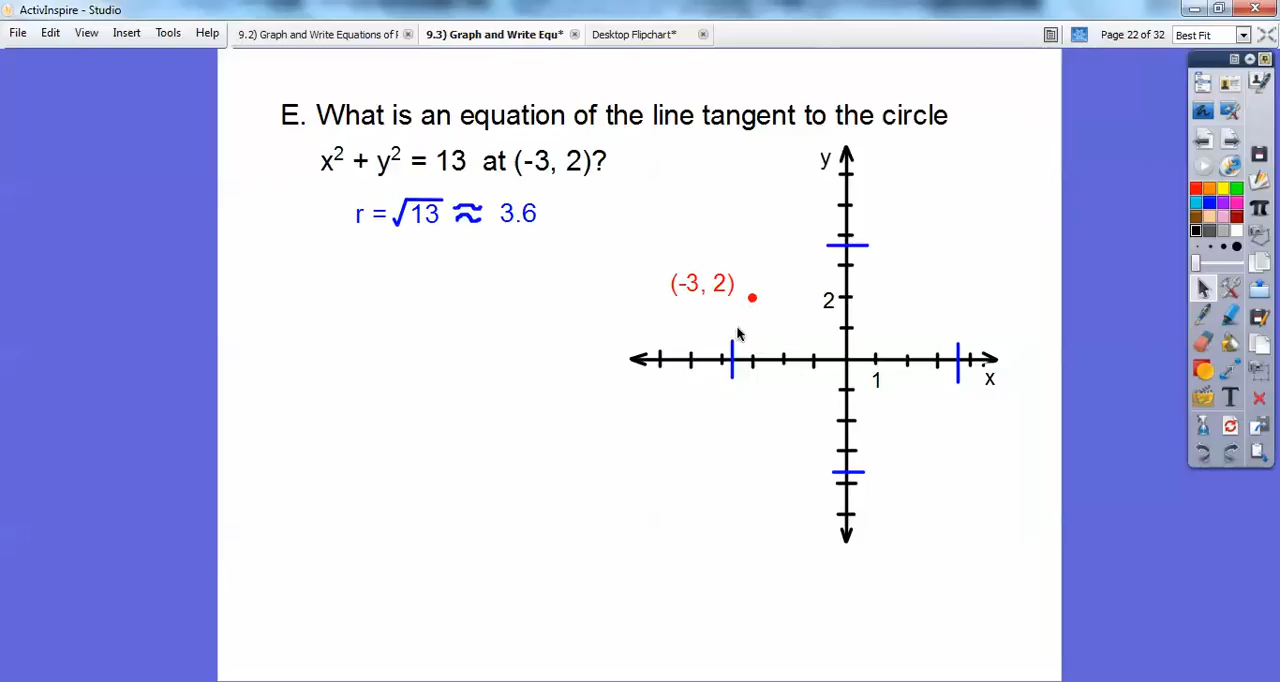 ActivInspire - Studio
File Edit View Insert Tools Help
9.2) Graph and Write Equations of F
9.3) Graph and Write Equ*
Desktop Flipchart*
Page 22 of 32
Best Fit
E. What is an equation of the line tangent to the circle
x² + y² = 13 at (-3, 2)?
r = √13 ≈ 3.6
y
(-3, 2)
2
1
x